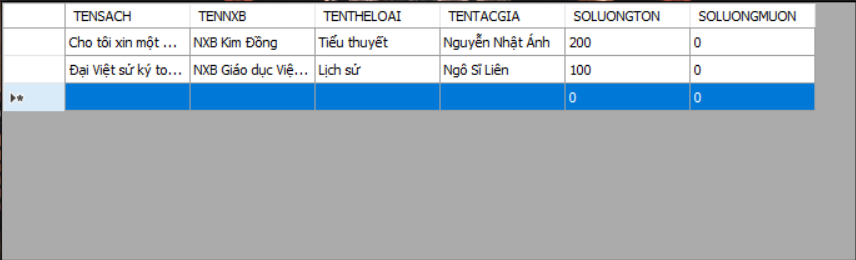 TENSACH TENNXB TENTHELOAI TENTACGIA SOLUONGTON SOLUONGMUON
Cho tôi xin một ... NXB Kim Đồng Tiểu thuyết Nguyễn Nhật Ánh 200 0
Đại Việt sử ký to... NXB Giáo dục Việ... Lịch sử Ngô Sĩ Liên 100 0
0 0